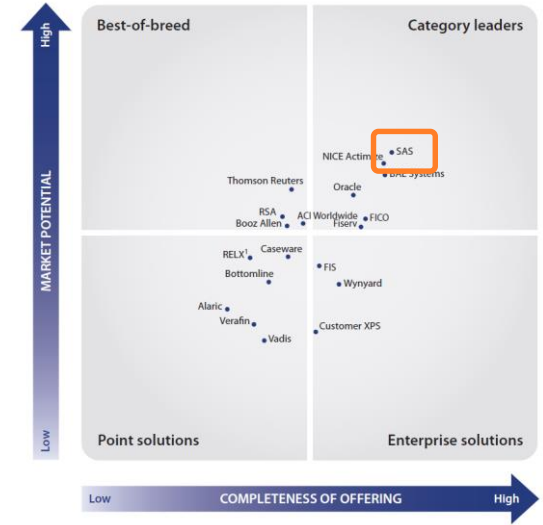 High
Best-of-breed
Category leaders
SAS
NICE Actimize
BAE Systems
Thomson Reuters
Oracle
RSA
ACI Worldwide
FICO
Booz Allen
Fiserv
MARKET POTENTIAL
RELX¹
Caseware
FIS
Bottomline
Wynyard
Alaric
Verafin
Customer XPS
Vadis
Low
Point solutions
Enterprise solutions
Low
COMPLETENESS OF OFFERING
High